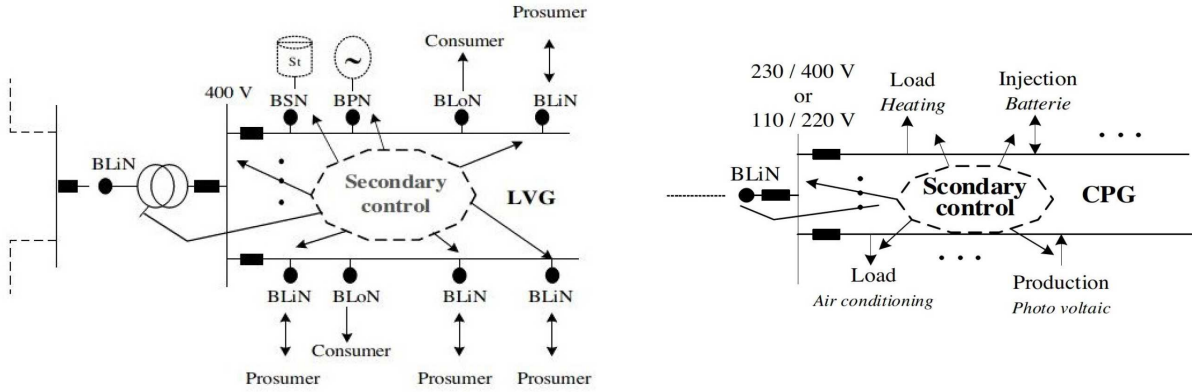 Prosumer
Consumer
St
~
400 V
BSN
BPN
BLoN
BLiN
BLiN
Secondary
control
LVG
BLiN
BLoN
BLiN
BLiN
Consumer
Prosumer
Prosumer
Prosumer
230 / 400 V
or
110 / 220 V
Load
Heating
Injection
Batterie
BLiN
Scondary
control
CPG
Load
Air conditioning
Production
Photo voltaic